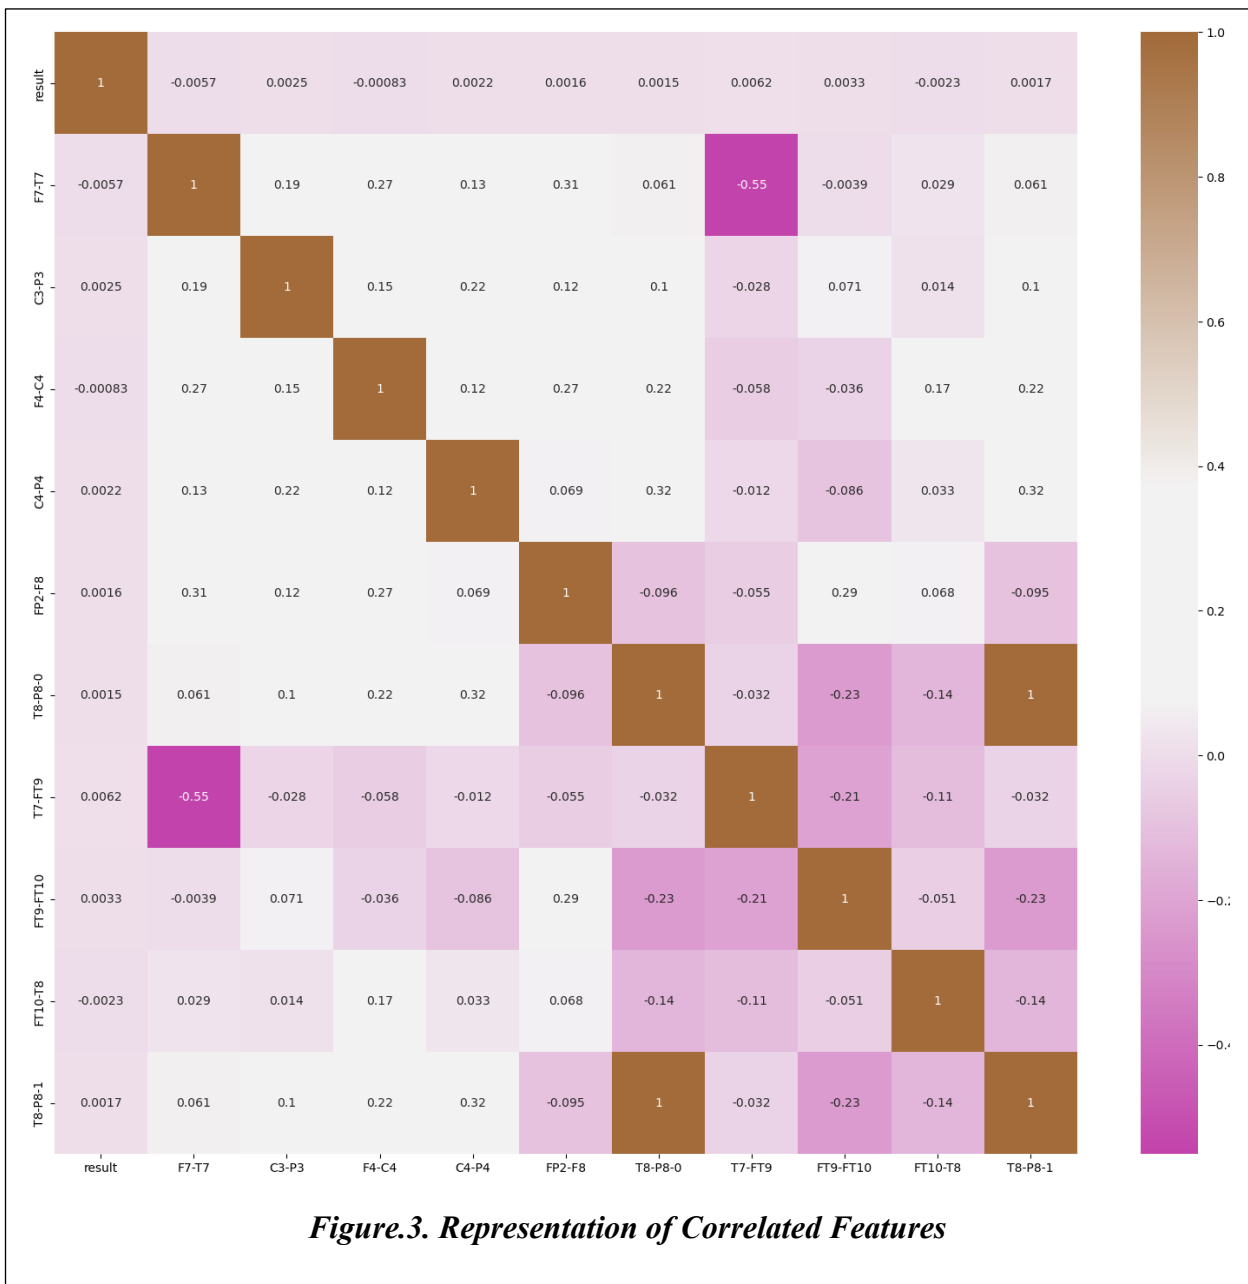 1.0
result 1 -0.0057 0.0025 -0.00083 0.0022 0.0016 0.0015 0.0062 0.0033 -0.0023 0.0017
F7-T7 -0.0057 1 0.19 0.27 0.13 0.31 0.061 -0.55 -0.0039 0.029 0.061
0.8
C3-P3 0.0025 0.19 1 0.15 0.22 0.12 0.1 -0.028 0.071 0.014 0.1
0.6
F4-C4 -0.00083 0.27 0.15 1 0.12 0.27 0.22 -0.058 -0.036 0.17 0.22
0.4
C4-P4 0.0022 0.13 0.22 0.12 1 0.069 0.32 -0.012 -0.086 0.033 0.32
FP2-F8 0.0016 0.31 0.12 0.27 0.069 1 -0.096 -0.055 0.29 0.068 -0.095
0.2
T8-P8-0 0.0015 0.061 0.1 0.22 0.32 -0.096 1 -0.032 -0.23 -0.14 1
0.0
T7-FT9 0.0062 -0.55 -0.028 -0.058 -0.012 -0.055 -0.032 1 -0.21 -0.11 -0.032
FT9-FT10 0.0033 -0.0039 0.071 -0.036 -0.086 0.29 -0.23 -0.21 1 -0.051 -0.23
FT10-T8 -0.0023 0.029 0.014 0.17 0.033 0.068 -0.14 -0.11 -0.051 1 -0.14
T8-P8-1 0.0017 0.061 0.1 0.22 0.32 -0.095 1 -0.032 -0.23 -0.14 1
result F7-T7 C3-P3 F4-C4 C4-P4 FP2-F8 T8-P8-0 T7-FT9 FT9-FT10 FT10-T8 T8-P8-1
Figure.3. Representation of Correlated Features